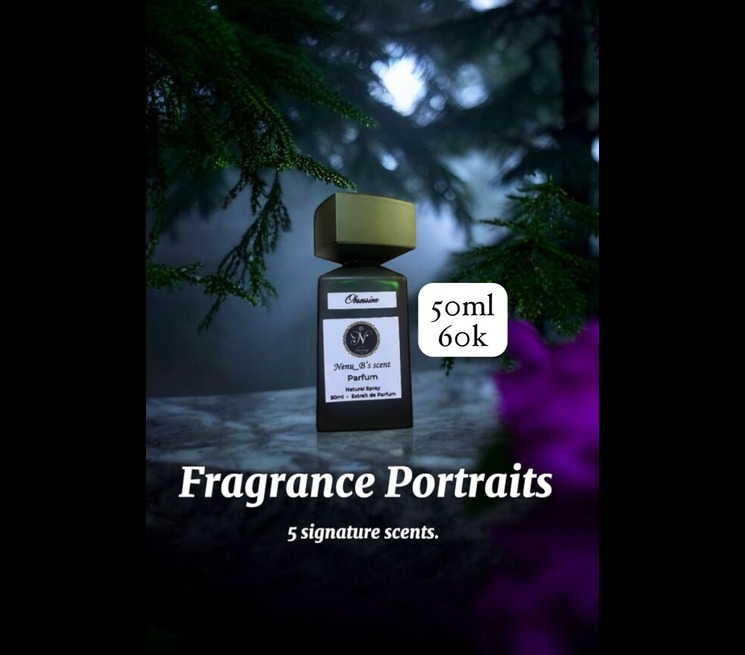 Obsession
50ml
60k
N
Nenu_B's scent
Parfum
Natural Spray
50ml - Extrait de Parfum
Fragrance Portraits
5 signature scents.